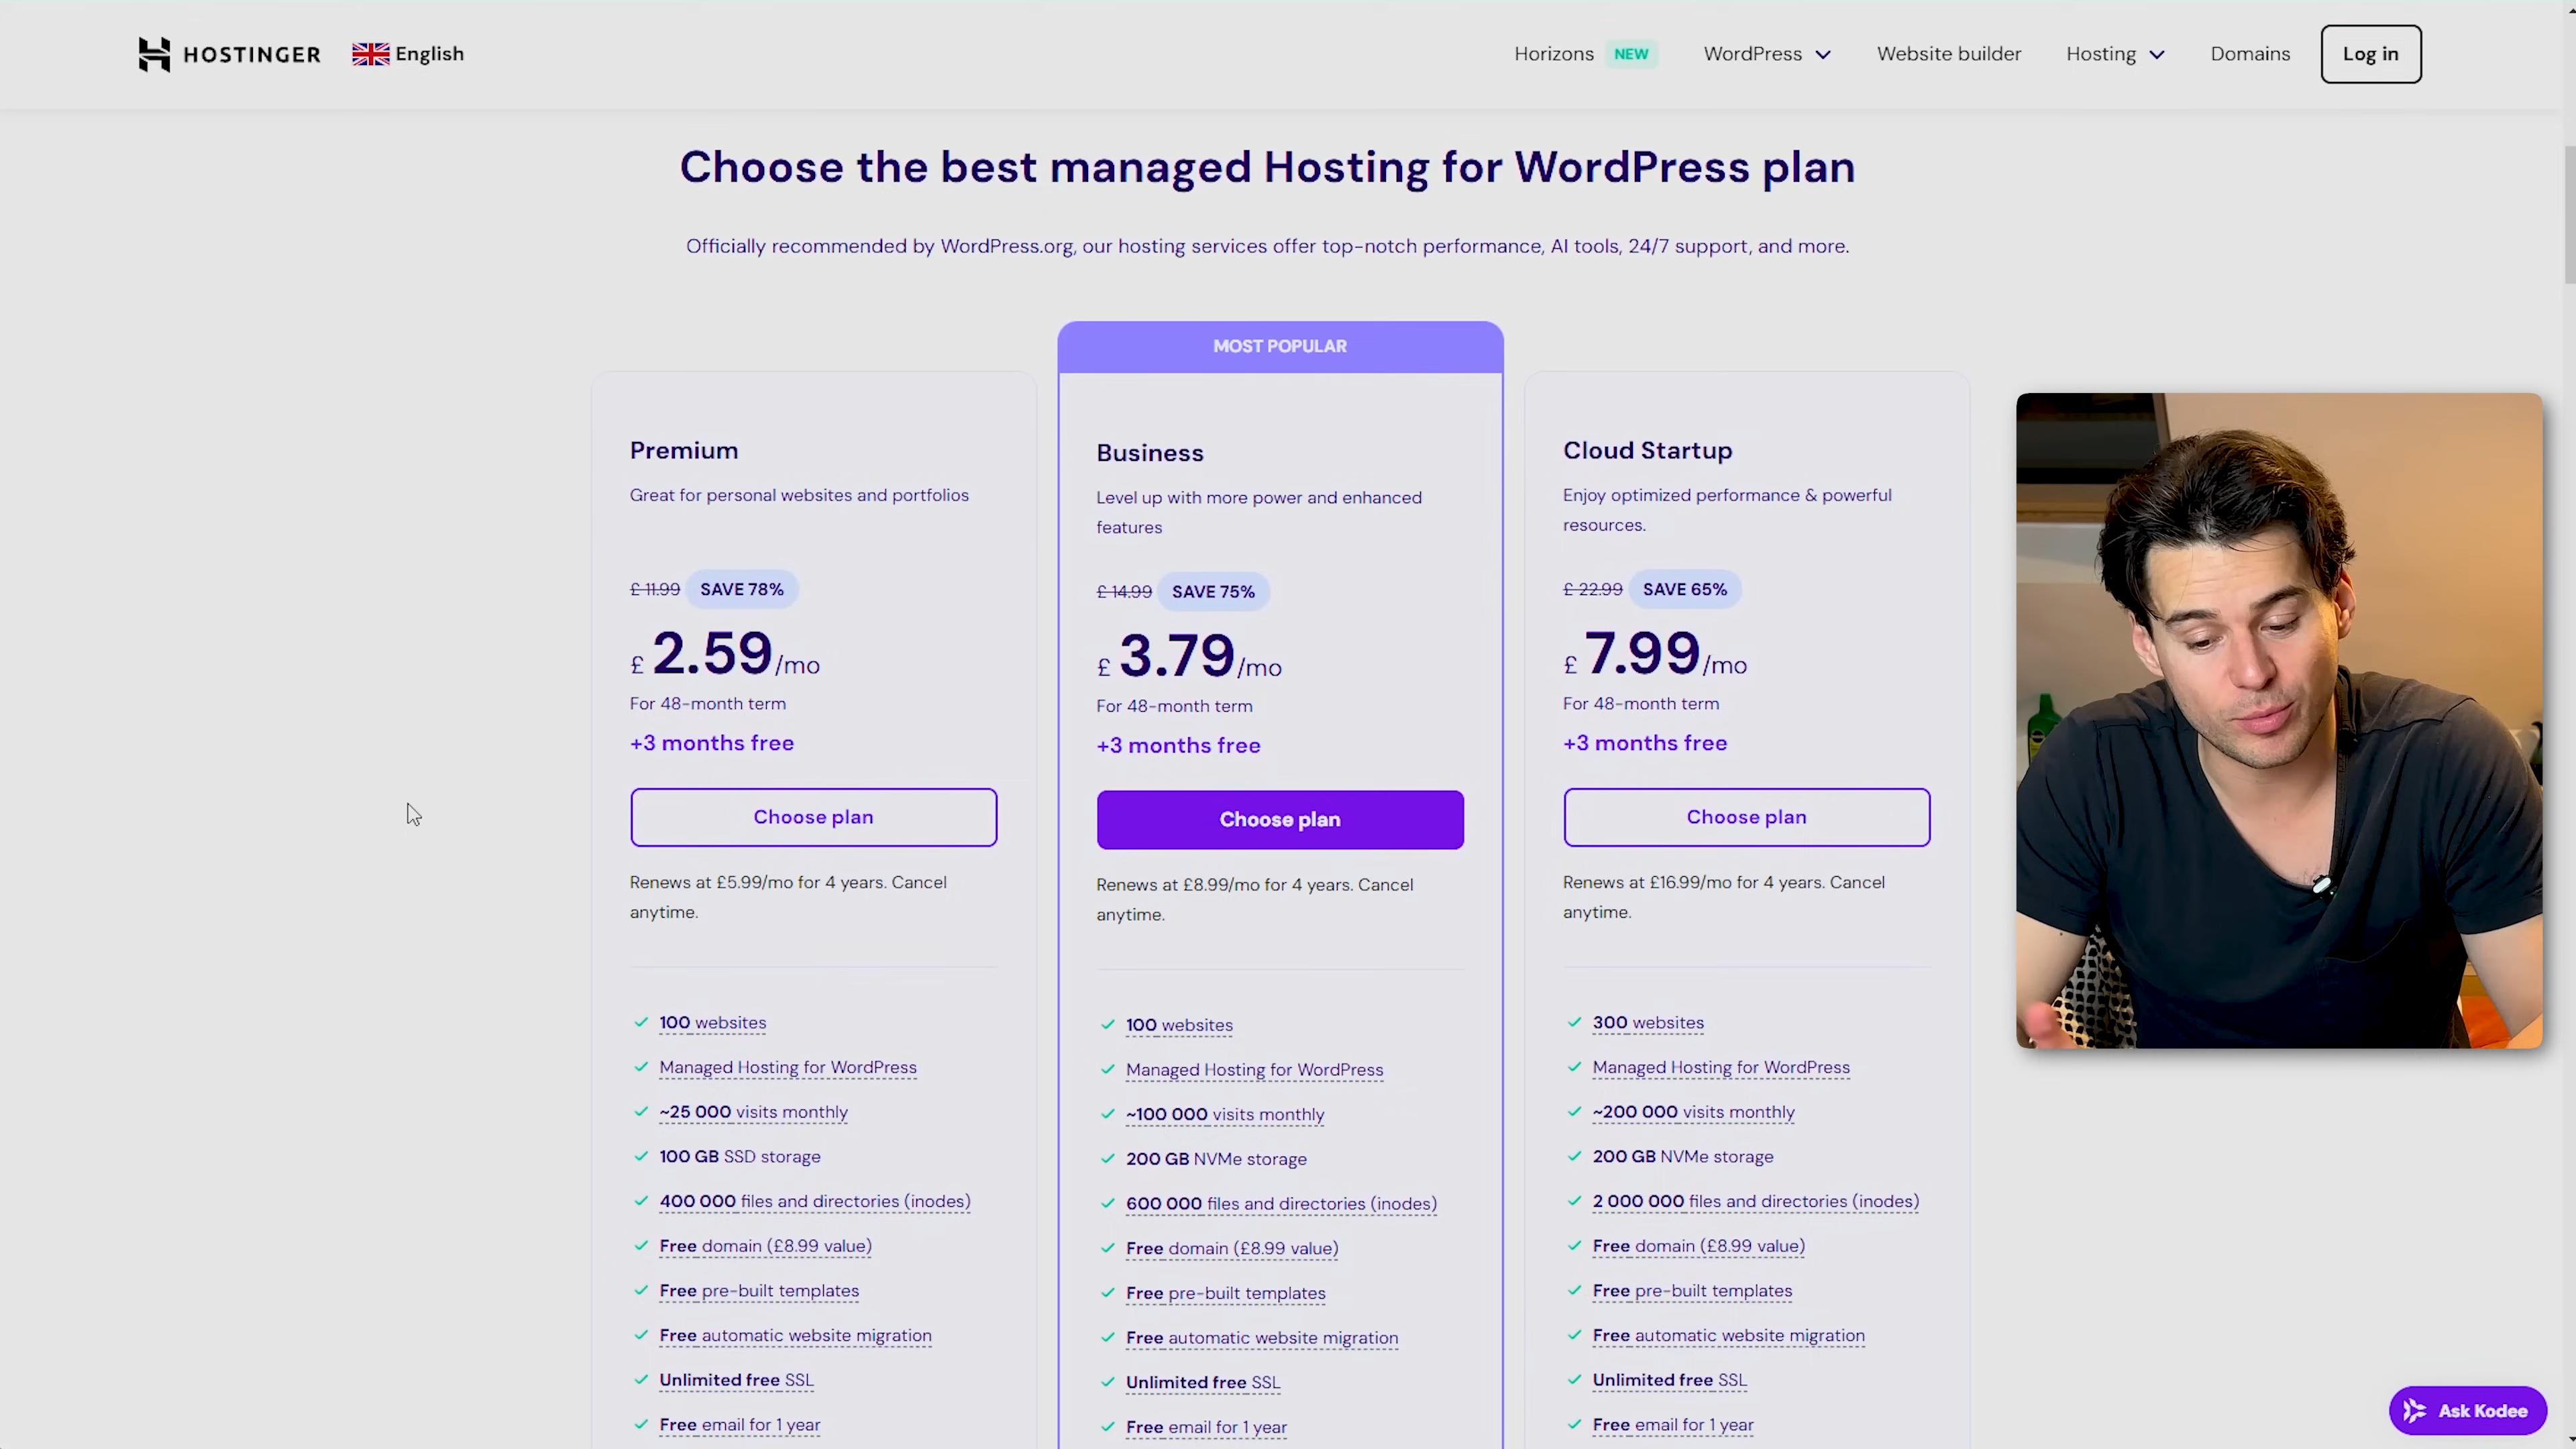 HOSTINGER
English
Horizons NEW
WordPress
Website builder
Hosting
Domains
Log in
Choose the best managed Hosting for WordPress plan
Officially recommended by WordPress.org, our hosting services offer top-notch performance, AI tools, 24/7 support, and more.
Premium
Great for personal websites and portfolios
£ 11.99 SAVE 78%
£ 2.59/mo
For 48-month term
+3 months free
Choose plan
Renews at £5.99/mo for 4 years. Cancel
anytime.
100 websites
Managed Hosting for WordPress
~25 000 visits monthly
100 GB SSD storage
400 000 files and directories (inodes)
Free domain (£8.99 value)
Free pre-built templates
Free automatic website migration
Unlimited free SSL
Free email for 1 year
MOST POPULAR
Business
Level up with more power and enhanced
features
£ 14.99 SAVE 75%
£ 3.79/mo
For 48-month term
+3 months free
Choose plan
Renews at £8.99/mo for 4 years. Cancel
anytime.
100 websites
Managed Hosting for WordPress
~100 000 visits monthly
200 GB NVMe storage
600 000 files and directories (inodes)
Free domain (£8.99 value)
Free pre-built templates
Free automatic website migration
Unlimited free SSL
Free email for 1 year
Cloud Startup
Enjoy optimized performance & powerful
resources.
£ 22.99 SAVE 65%
£ 7.99/mo
For 48-month term
+3 months free
Choose plan
Renews at £16.99/mo for 4 years. Cancel
anytime.
300 websites
Managed Hosting for WordPress
~200 000 visits monthly
200 GB NVMe storage
2 000 000 files and directories (inodes)
Free domain (£8.99 value)
Free pre-built templates
Free automatic website migration
Unlimited free SSL
Free email for 1 year
Ask Kodee